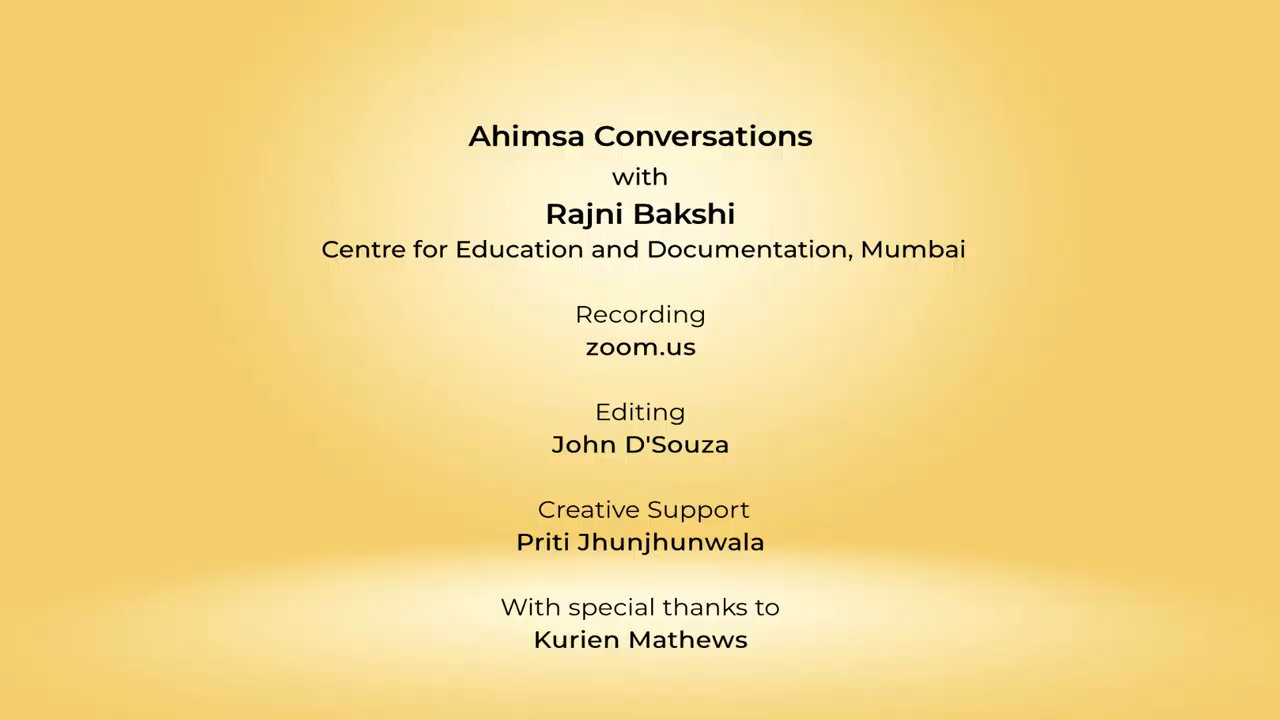 Ahimsa Conversations
with
Rajni Bakshi
Centre for Education and Documentation, Mumbai
Recording
zoom.us
Editing
John D'Souza
Creative Support
Priti Jhunjhunwala
With special thanks to
Kurien Mathews